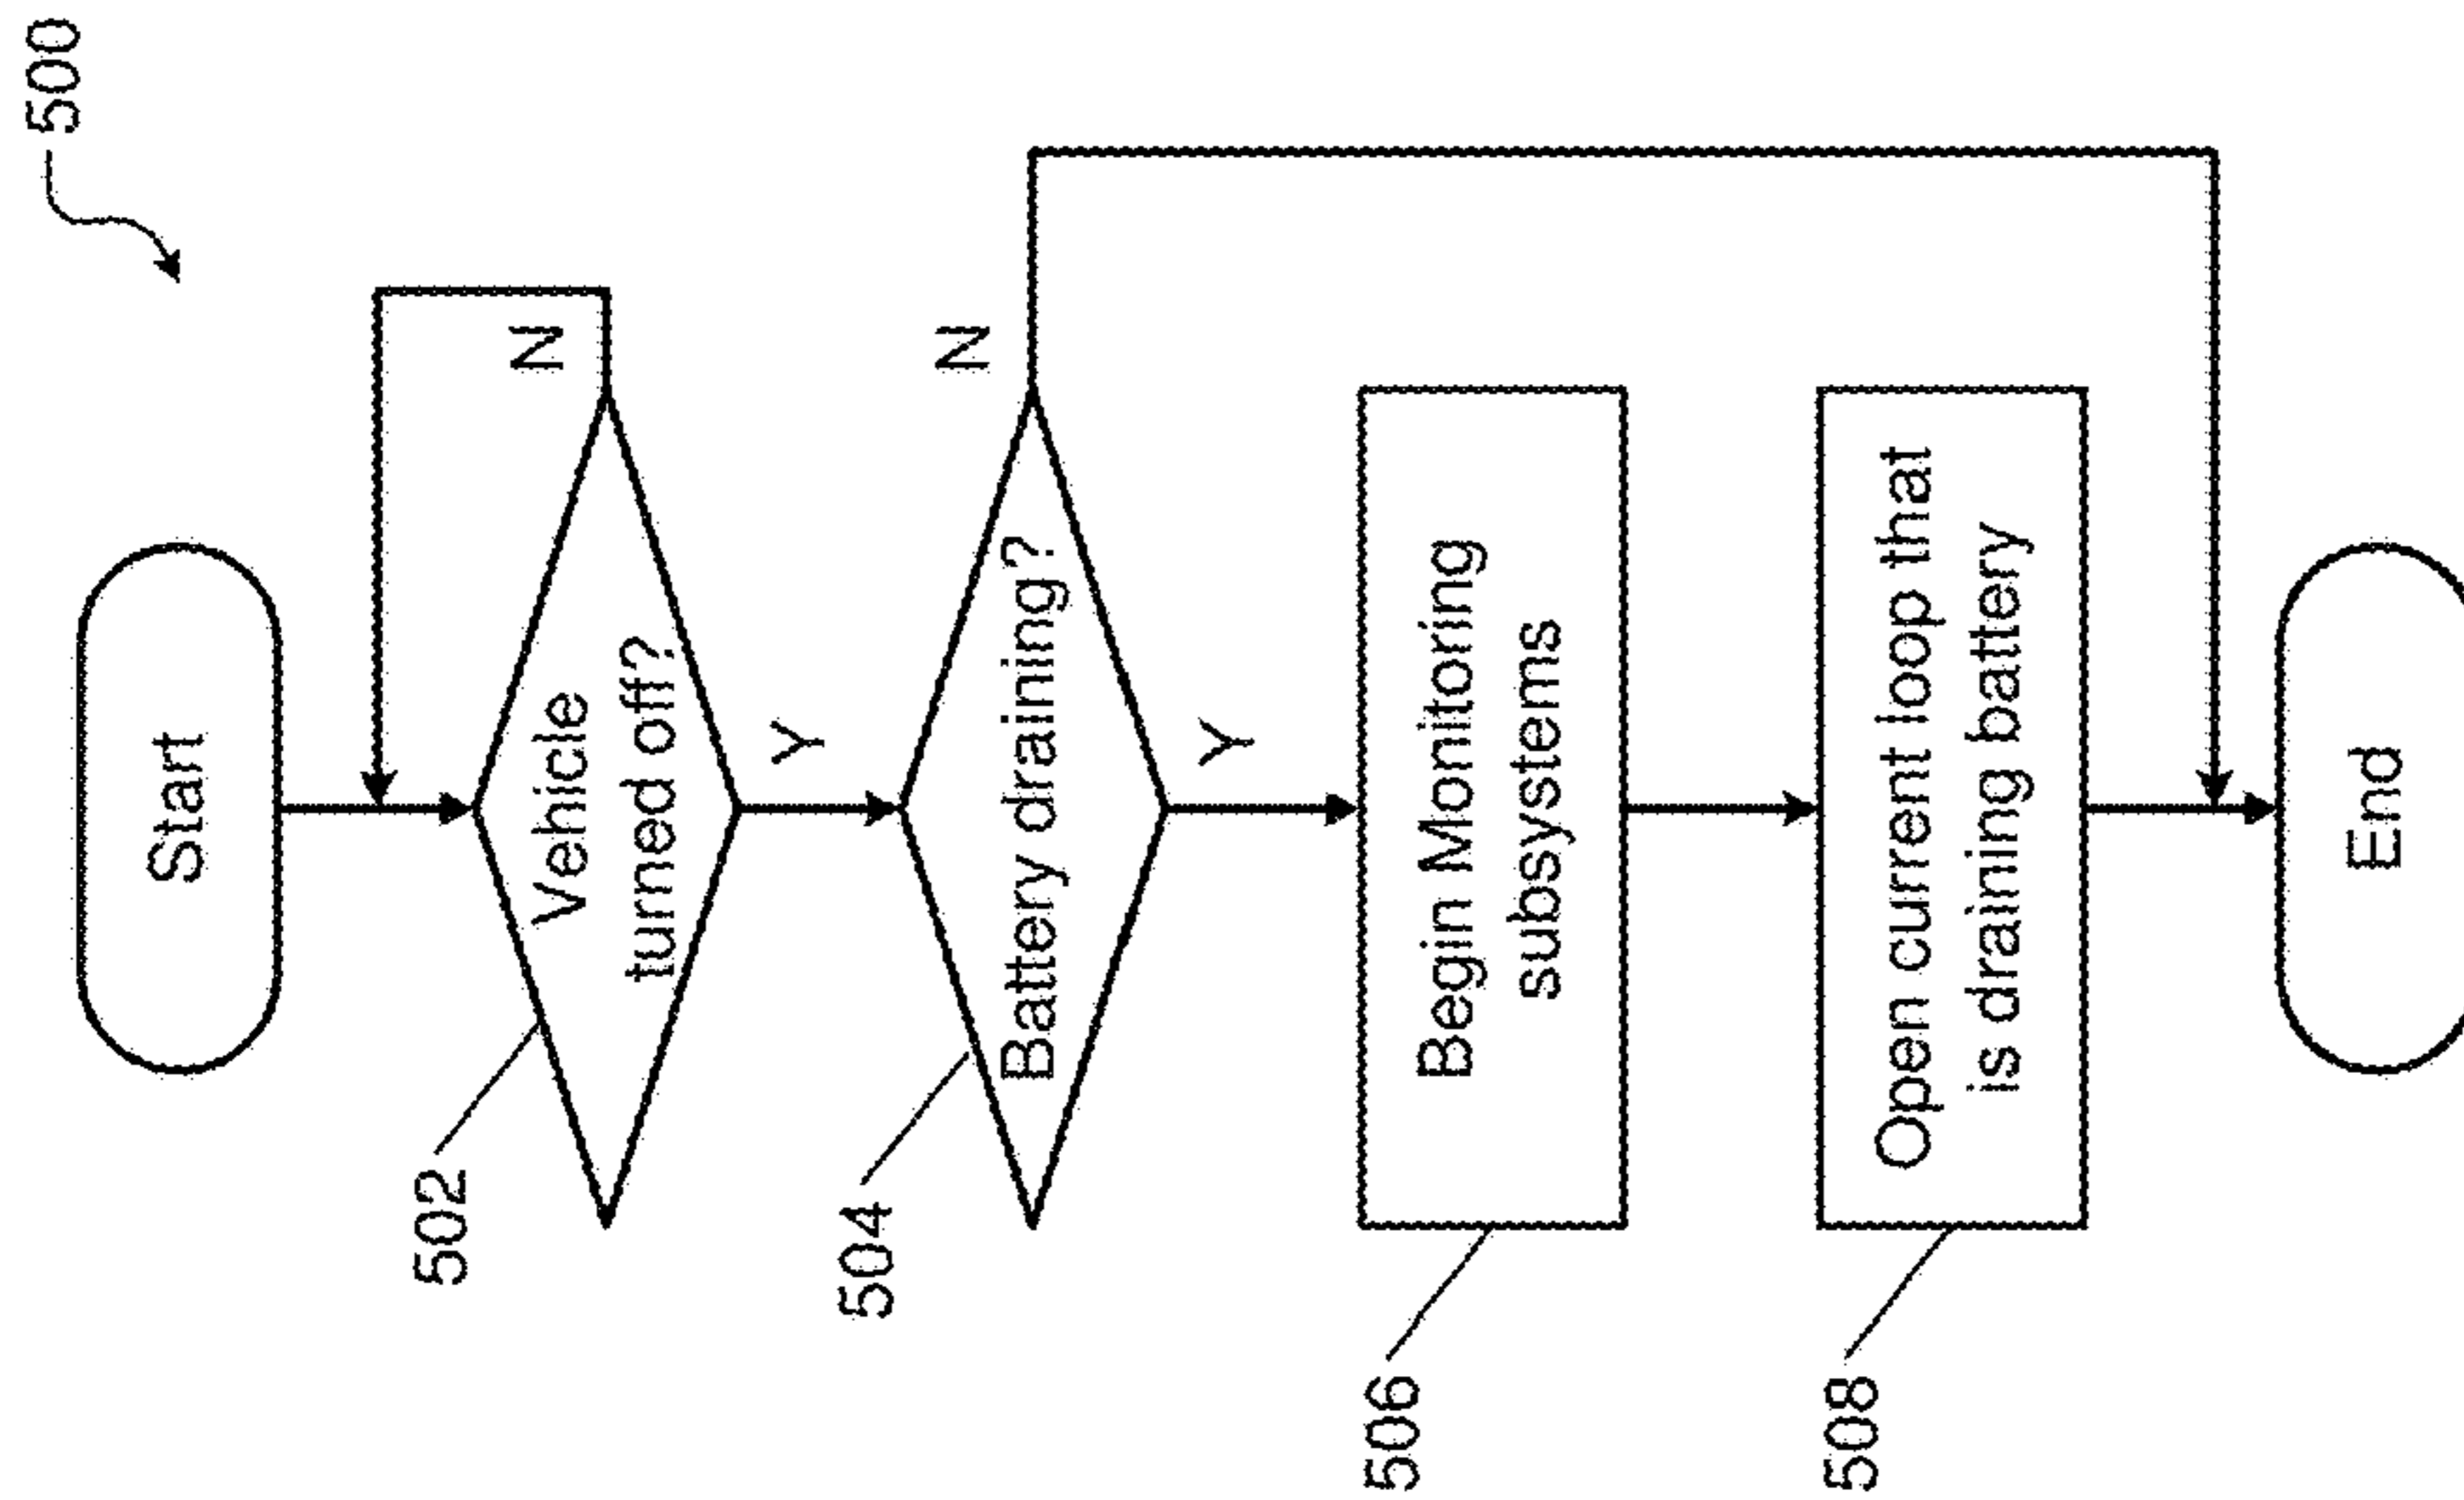 500
Start
502
Vehicle
turned off?
N
Y
504
Battery draining?
N
Y
506
Begin Monitoring
subsystems
508
Open current loop that
is draining battery
End